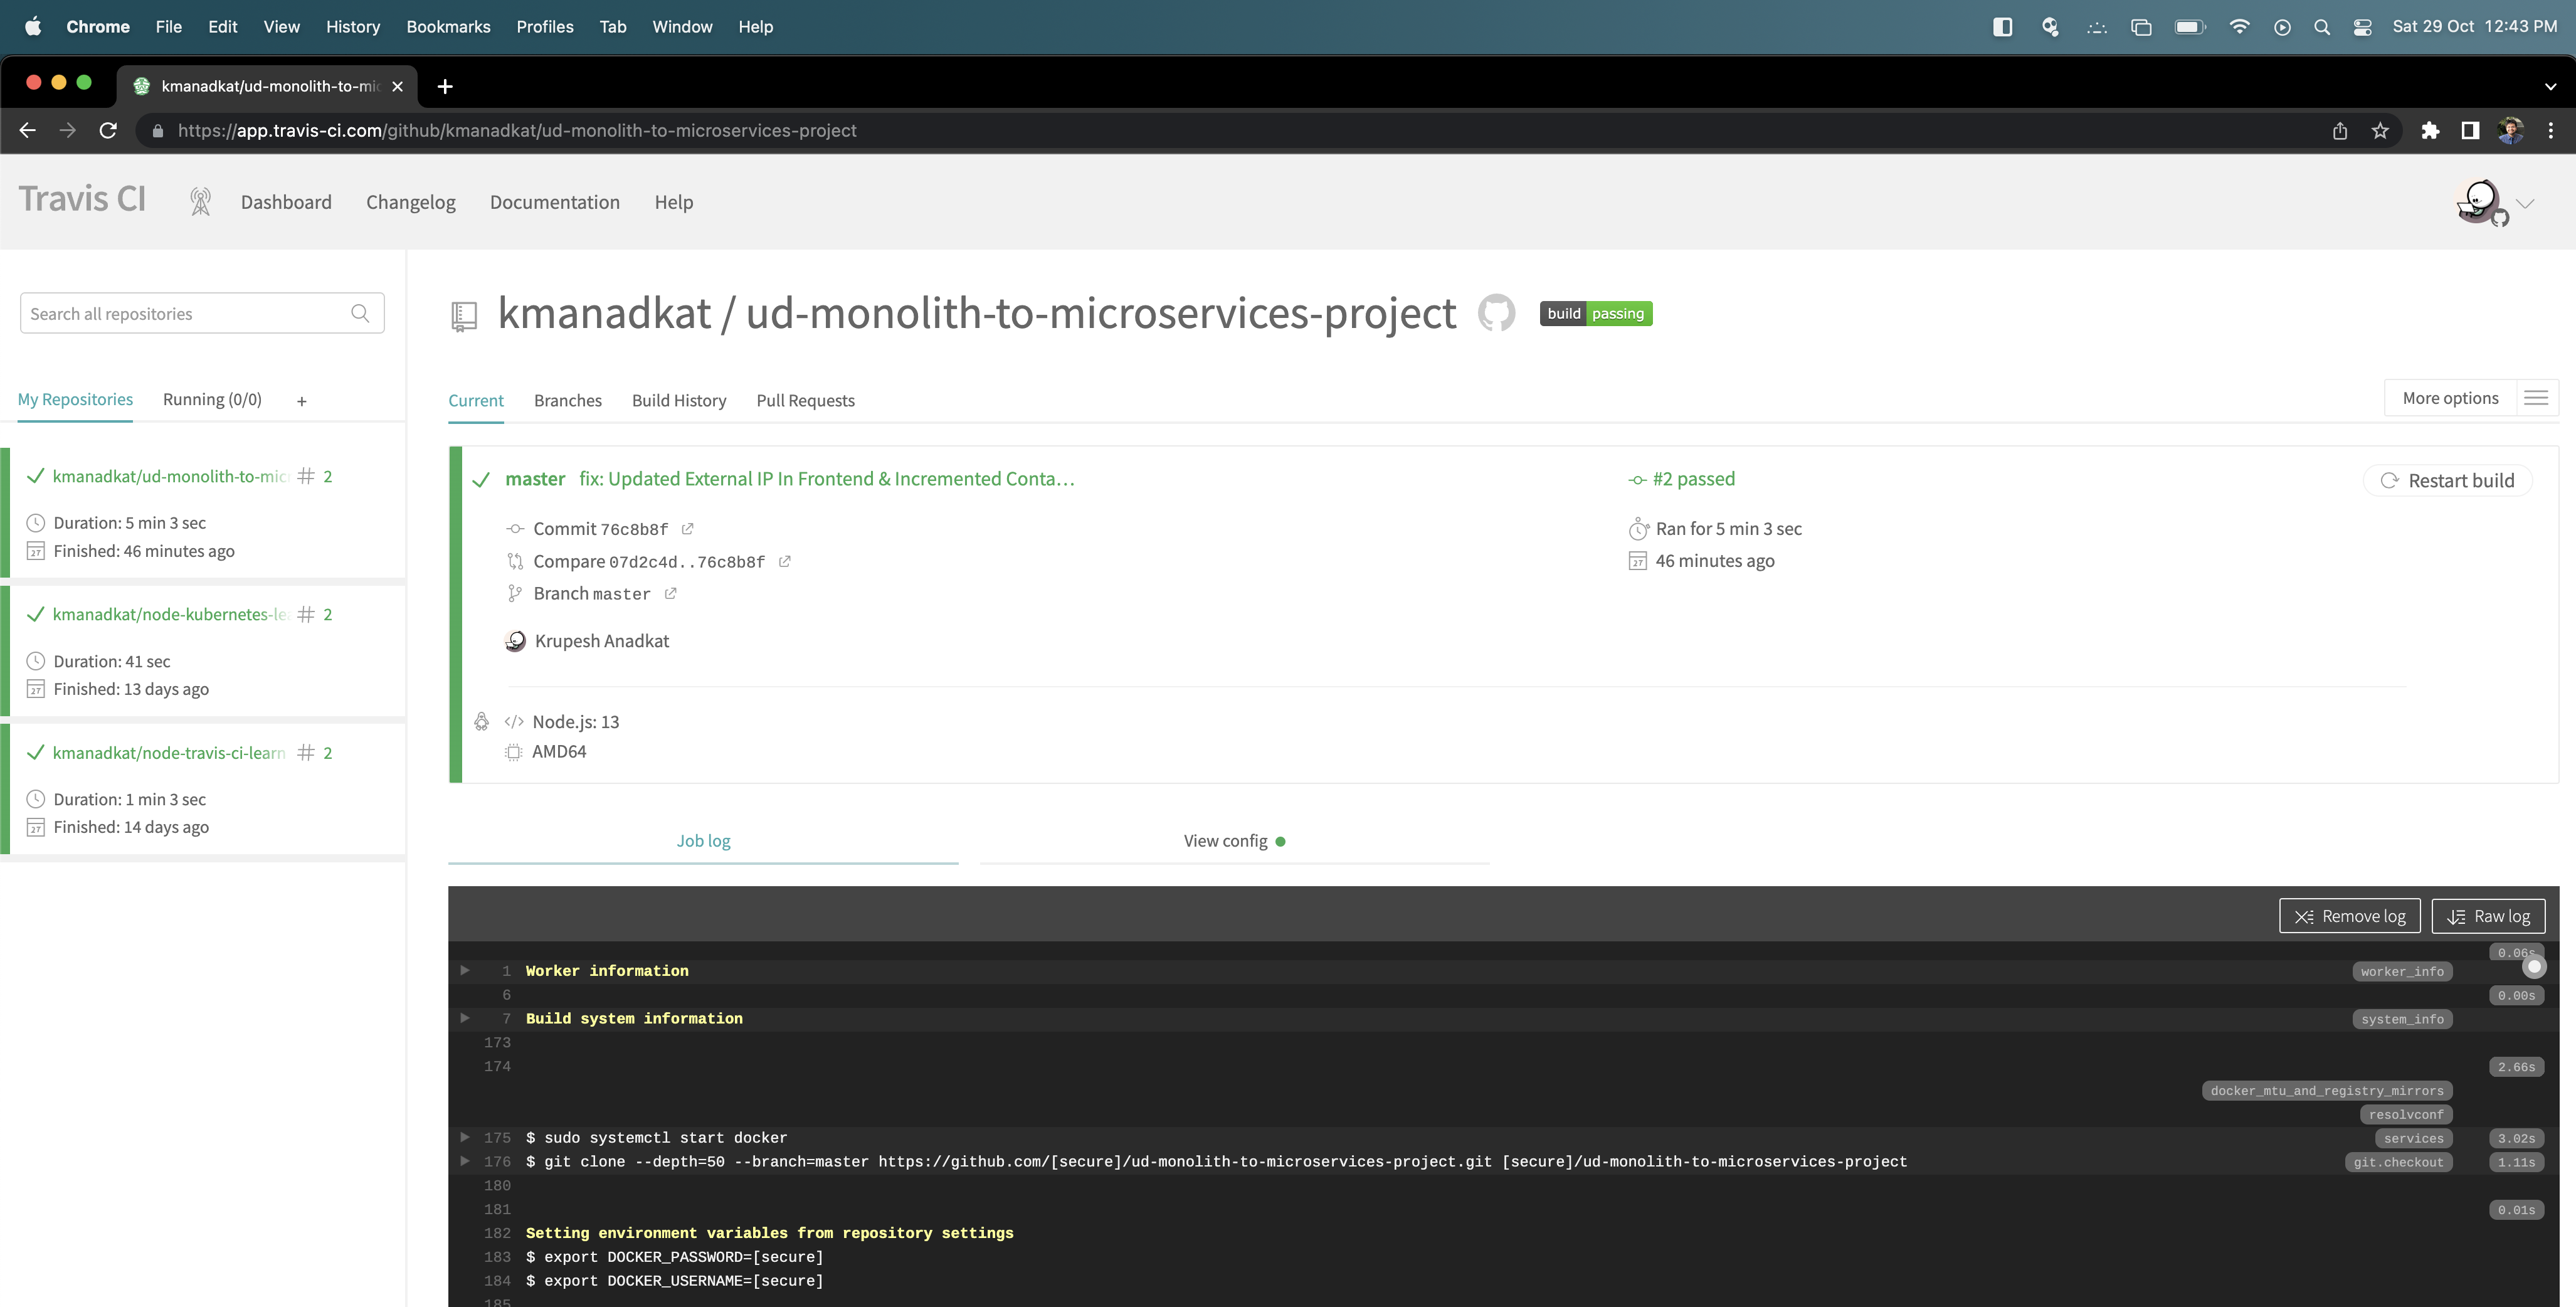 Chrome File Edit View History Bookmarks Profiles Tab Window Help Sat 29 Oct 12:43 PM
kmanadkat/ud-monolith-to-mic
https://app.travis-ci.com/github/kmanadkat/ud-monolith-to-microservices-project
Travis CI Dashboard Changelog Documentation Help
Search all repositories
My Repositories Running (0/0) +
kmanadkat/ud-monolith-to-mic # 2
Duration: 5 min 3 sec
27 Finished: 46 minutes ago
kmanadkat/node-kubernetes-lea # 2
Duration: 41 sec
27 Finished: 13 days ago
kmanadkat/node-travis-ci-learn # 2
Duration: 1 min 3 sec
27 Finished: 14 days ago
kmanadkat / ud-monolith-to-microservices-project build passing
Current Branches Build History Pull Requests More options
master fix: Updated External IP In Frontend & Incremented Conta…
Commit 76c8b8f
Compare 07d2c4d..76c8b8f
Branch master
Krupesh Anadkat
#2 passed
Ran for 5 min 3 sec
27 46 minutes ago
Restart build
</> Node.js: 13
AMD64
Job log View config
Remove log Raw log
0.06s
1 Worker information worker_info
6 0.00s
7 Build system information system_info
173
174 2.66s
docker_mtu_and_registry_mirrors
resolvconf
175 $ sudo systemctl start docker services 3.02s
176 $ git clone --depth=50 --branch=master https://github.com/[secure]/ud-monolith-to-microservices-project.git [secure]/ud-monolith-to-microservices-project git.checkout 1.11s
180
181 0.01s
182 Setting environment variables from repository settings
183 $ export DOCKER_PASSWORD=[secure]
184 $ export DOCKER_USERNAME=[secure]
185